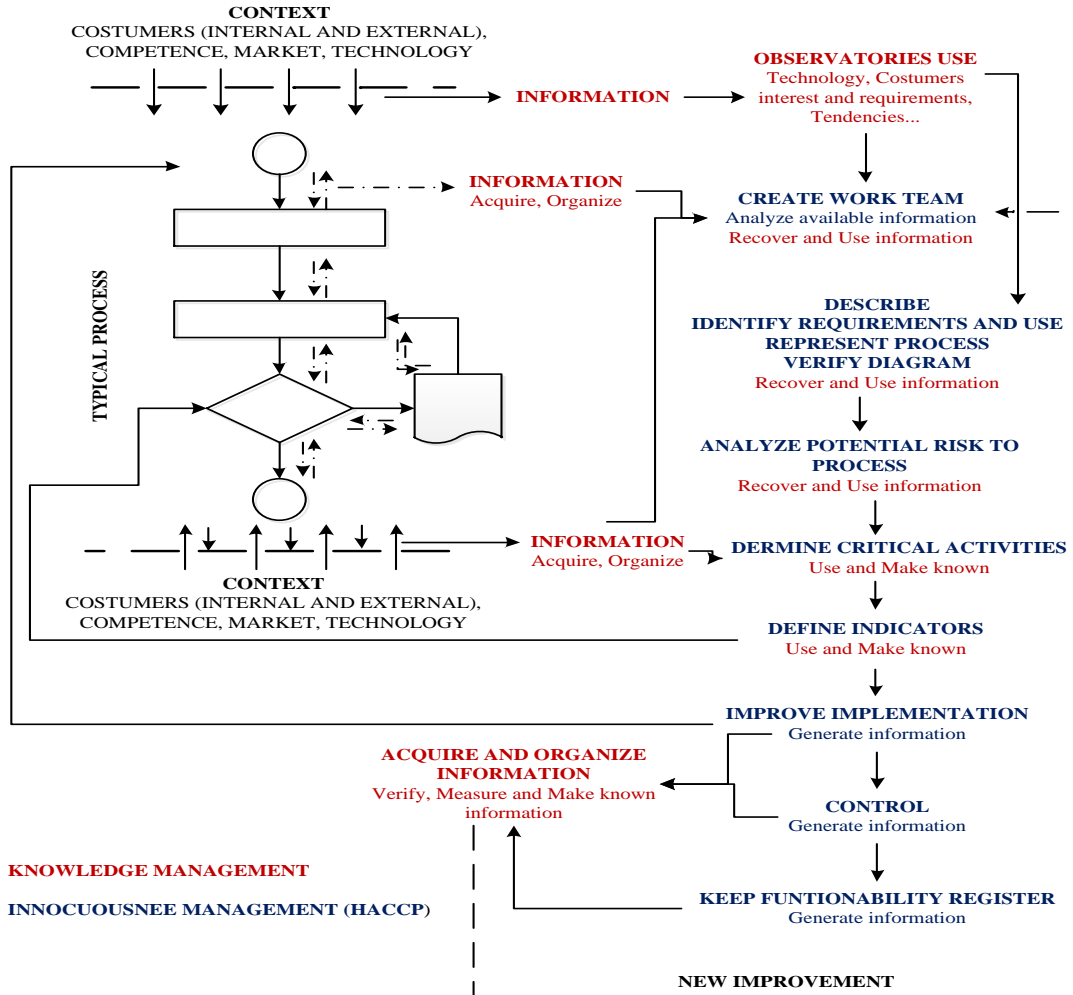 CONTEXT
COSTUMERS (INTERNAL AND EXTERNAL),
COMPETENCE, MARKET, TECHNOLOGY
INFORMATION
OBSERVATORIES USE
Technology, Costumers
interest and requirements,
Tendencies...
INFORMATION
Acquire, Organize
CREATE WORK TEAM
Analyze available information
Recover and Use information
TYPICAL PROCESS
DESCRIBE
IDENTIFY REQUIREMENTS AND USE
REPRESENT PROCESS
VERIFY DIAGRAM
Recover and Use information
ANALYZE POTENTIAL RISK TO
PROCESS
Recover and Use information
INFORMATION
Acquire, Organize
DERMINE CRITICAL ACTIVITIES
Use and Make known
CONTEXT
COSTUMERS (INTERNAL AND EXTERNAL),
COMPETENCE, MARKET, TECHNOLOGY
DEFINE INDICATORS
Use and Make known
IMPROVE IMPLEMENTATION
Generate information
ACQUIRE AND ORGANIZE
INFORMATION
Verify, Measure and Make known
information
CONTROL
Generate information
KNOWLEDGE MANAGEMENT
INNOCUOUSNEE MANAGEMENT (HACCP)
KEEP FUNTIONABILITY REGISTER
Generate information
NEW IMPROVEMENT